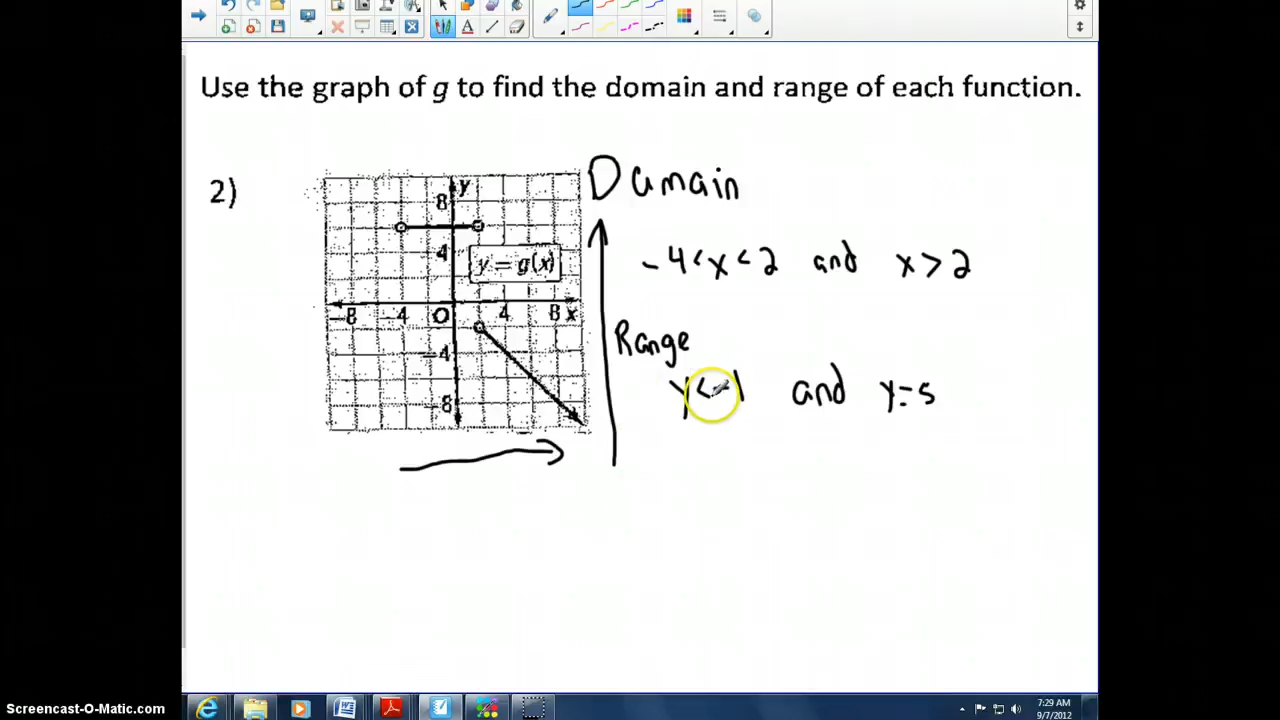 Use the graph of g to find the domain and range of each function.
2)
y
8
4
y = g(x)
-8 -4 O 4 8 x
-4
-8
Domain
-4<x<2 and x>2
Range
y<-1 and y=5
Screencast-O-Matic.com
7:29 AM
9/7/2012